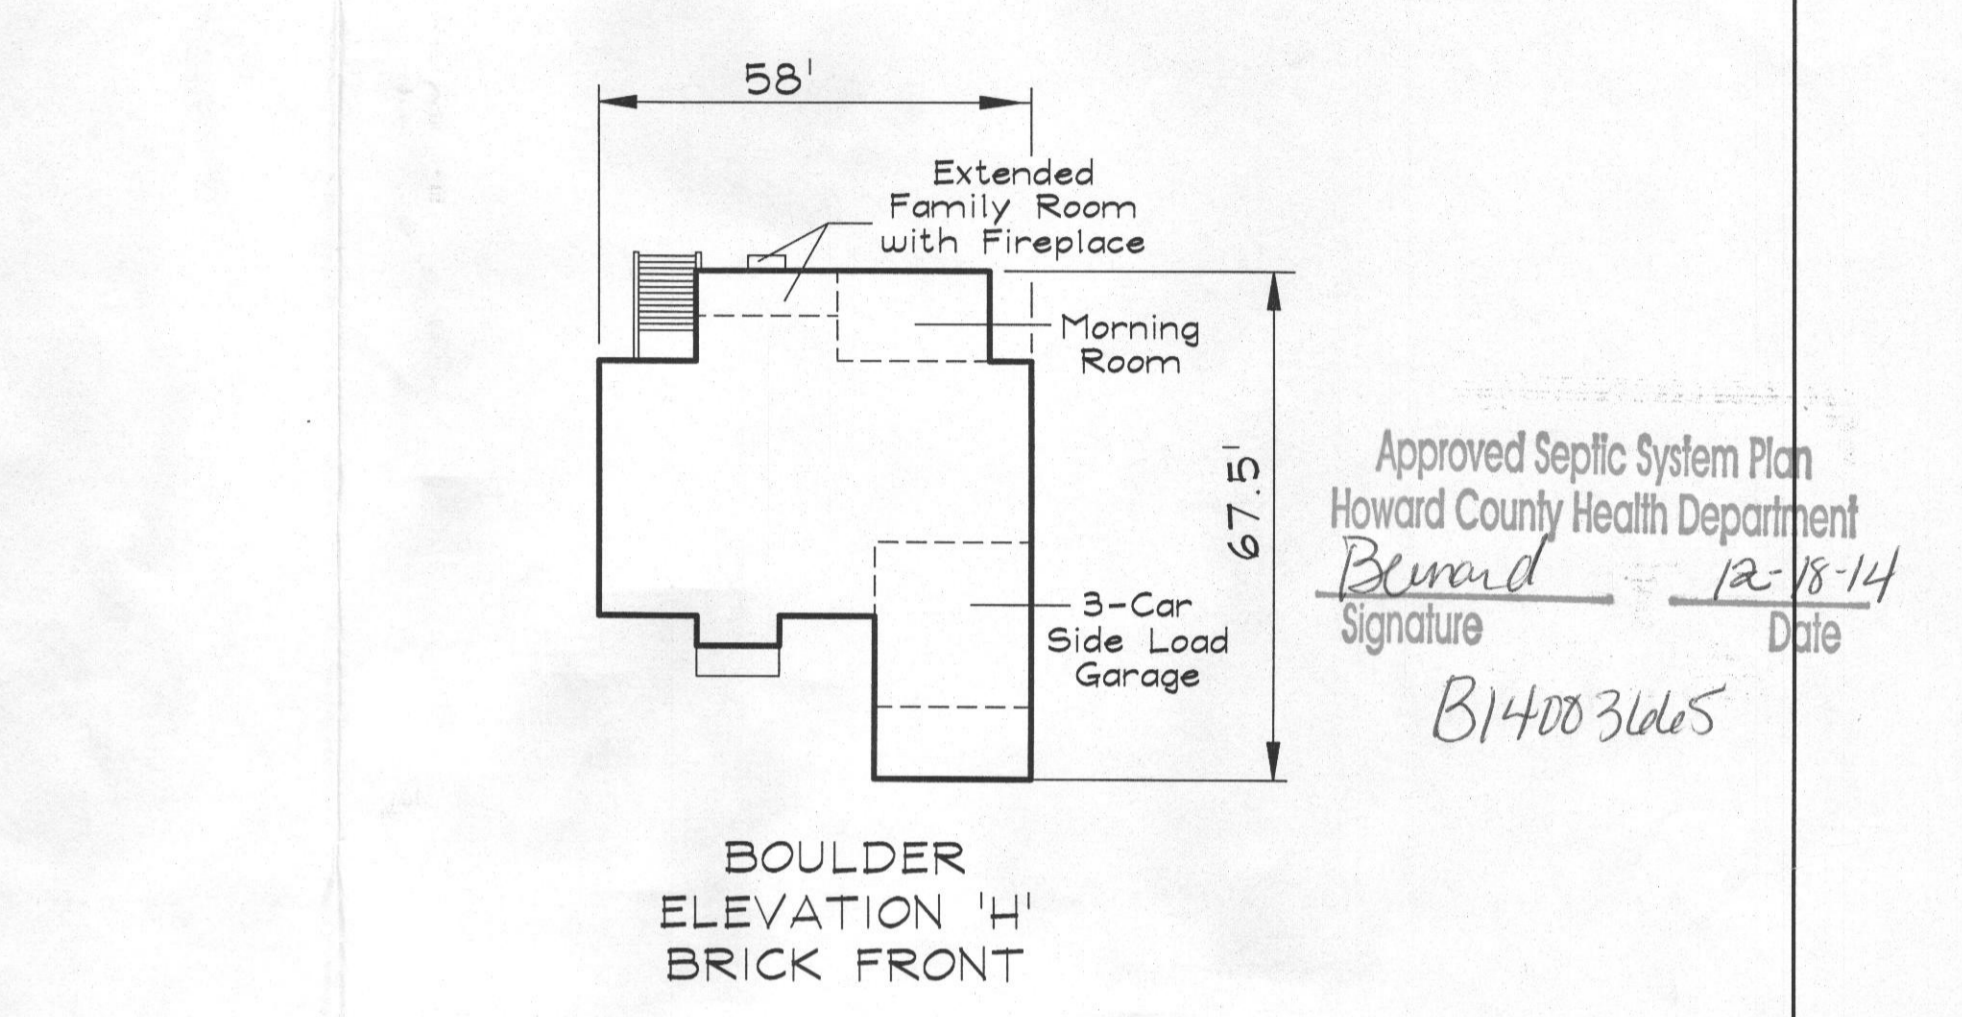 58'
Extended
Family Room
with Fireplace
Morning
Room
67.5'
3-Car
Side Load
Garage
BOULDER
ELEVATION 'H'
BRICK FRONT
Approved Septic System Plan
Howard County Health Department
Bernard 12-18-14
Signature Date
B14003665